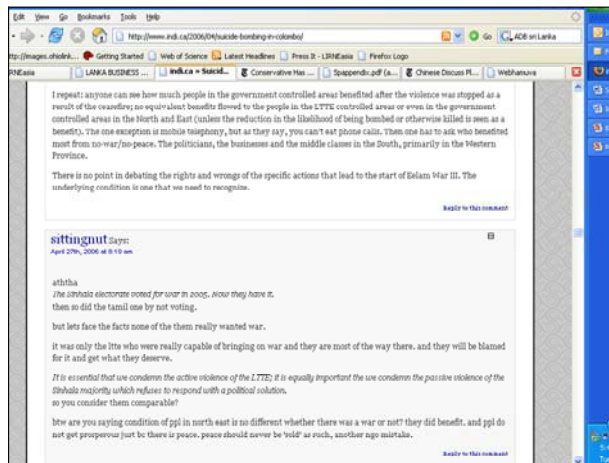 Edit View Go Bookmarks Tools Help
http://www.indi.ca/2006/04/suicide-bombing-in-colombo/
Go
ADB sri Lanka
ttp://images.ohiolink... Getting Started Web of Science Latest Headlines Press It - LIRNEasia Firefox Logo
RNEasia
LANKA BUSINESS ...
indi.ca » Suicid...
Conservative Has ...
Spappendix.pdf (a...
Chinese Discuss Pl...
Webhamuva
I repeat: anyone can see how much people in the government controlled areas benefited after the violence was stopped as a
result of the ceasefire; no equivalent benefits flowed to the people in the LTTE controlled areas or even in the government
controlled areas in the North and East (unless the reduction in the likelihood of being bombed or otherwise killed is seen as a
benefit). The one exception is mobile telephony, but as they say, you can't eat phone calls. Then one has to ask who benefited
most from no-war/no-peace. The politicians, the businesses and the middle classes in the South, primarily in the Western
Province.
There is no point in debating the rights and wrongs of the specific actions that lead to the start of Eelam War III. The
underlying condition is one that we need to recognize.
Reply to this comment
sittingnut Says:
April 27th, 2006 at 8:19 am
aththa
The Sinhala electorate voted for war in 2005. Now they have it.
then so did the tamil one by not voting.
but lets face the facts none of the them really wanted war.
it was only the ltte who were really capable of bringing on war and they are most of the way there. and they will be blamed
for it and get what they deserve.
It is essential that we condemn the active violence of the LTTE; it is equally important the we condemn the passive violence of the
Sinhala majority which refuses to respond with a political solution.
so you consider them comparable?
btw are you saying condition of ppl in north east is no different whether there was a war or not? they did benefit. and ppl do
not get prosperous just bc there is peace. peace should never be 'sold' as such, another ngo mistake.
Reply to this comment